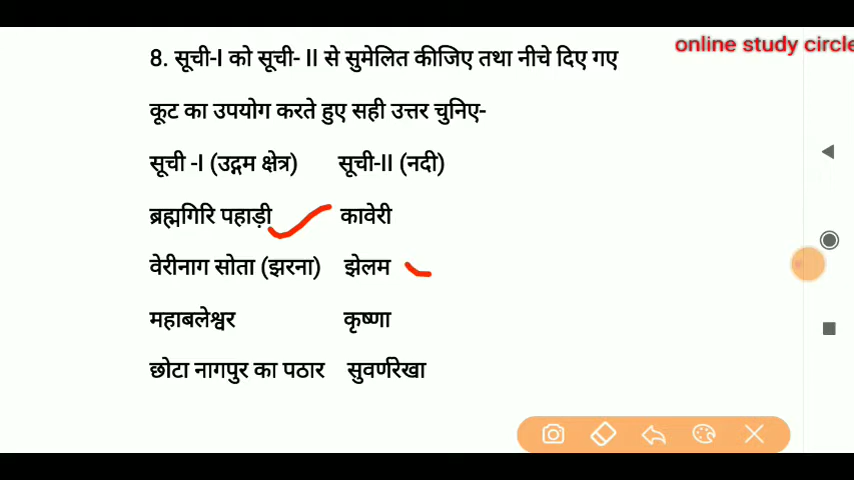 online study circle
8. सूची-I को सूची- II से सुमेलित कीजिए तथा नीचे दिए गए
कूट का उपयोग करते हुए सही उत्तर चुनिए-
सूची -I (उद्गम क्षेत्र) सूची-II (नदी)
ब्रह्मगिरि पहाड़ी कावेरी
वेरीनाग सोता (झरना) झेलम
महाबलेश्वर कृष्णा
छोटा नागपुर का पठार सुवर्णरेखा